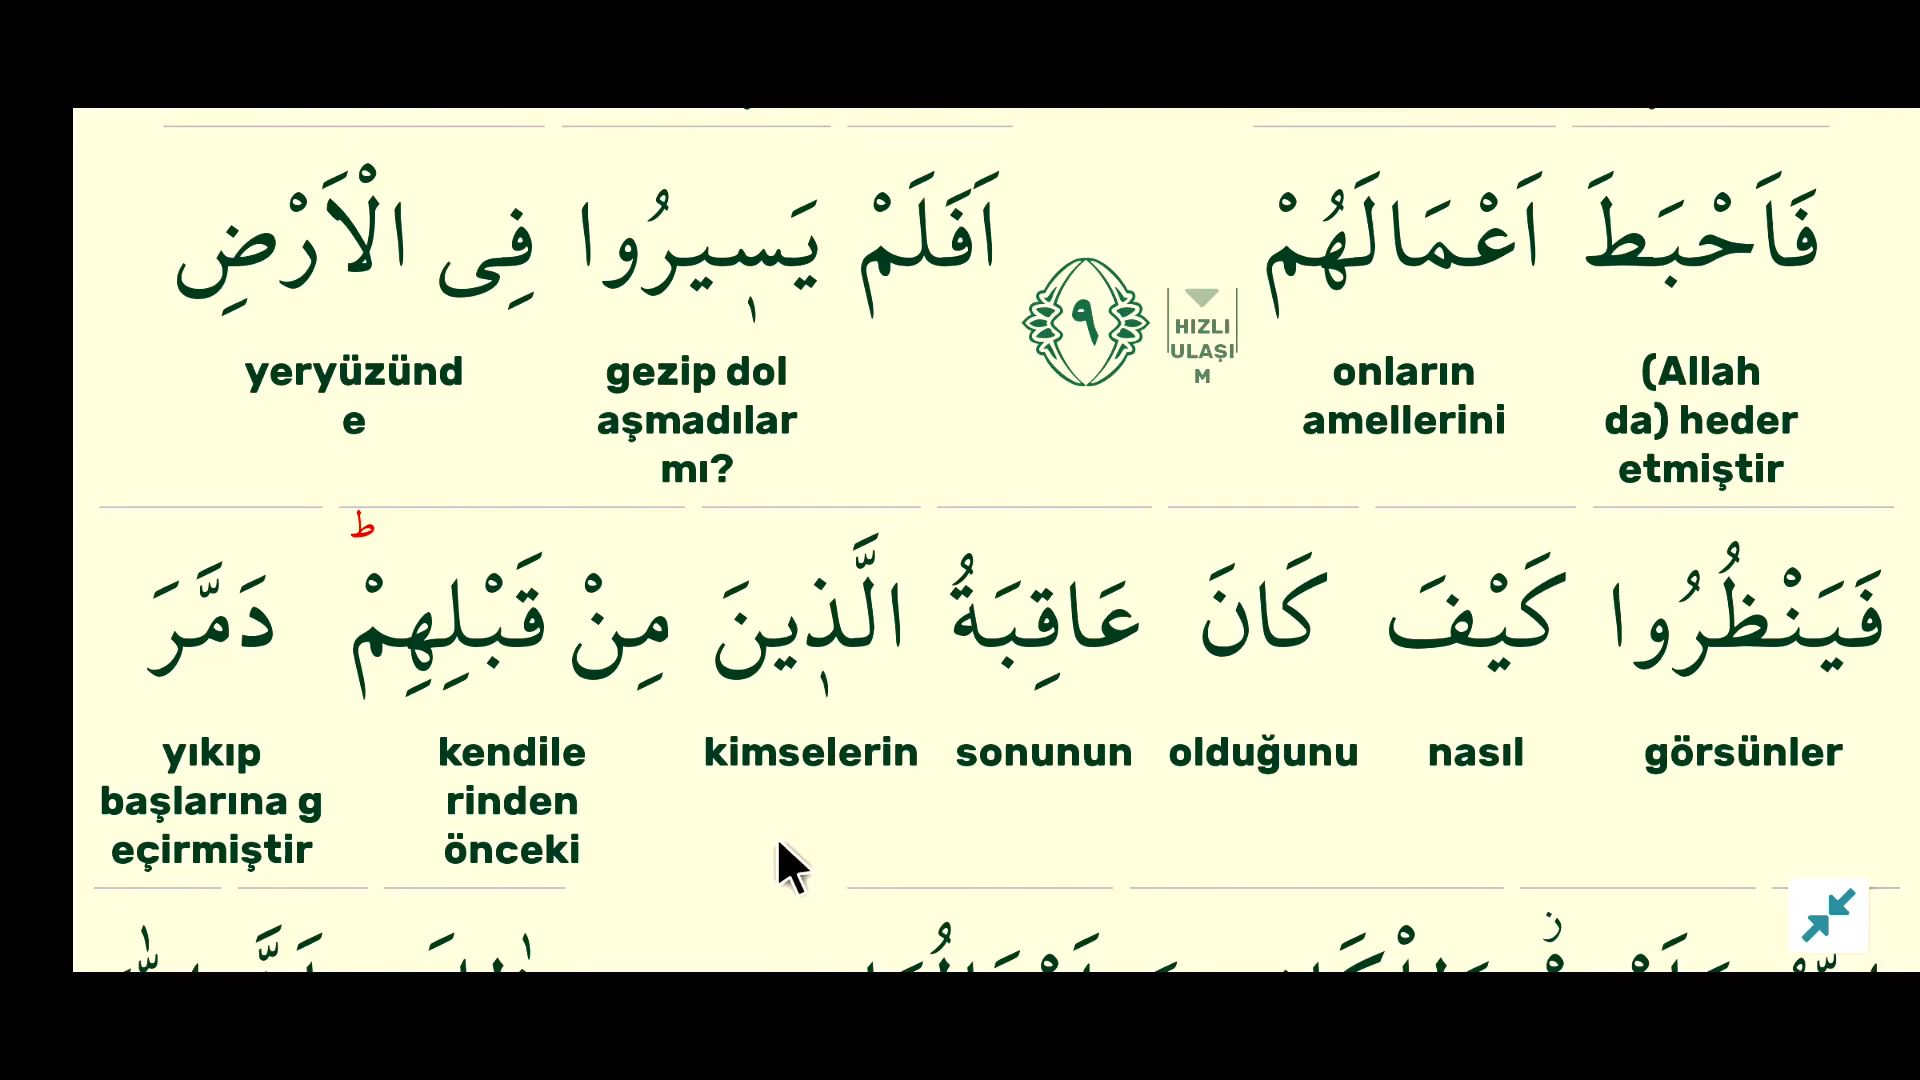 فَاَحْبَطَ اَعْمَالَهُمْ ٩ اَفَلَمْ يَسٖيرُوا فِى الْاَرْضِ
(Allah
da) heder
etmiştir
onların
amellerini
HIZLI
ULAŞI
M
gezip dol
aşmadılar
mı?
yeryüzünd
e
ط
فَيَنْظُرُوا كَيْفَ كَانَ عَاقِبَةُ الَّذٖينَ مِنْ قَبْلِهِمْ دَمَّرَ
görsünler
nasıl
olduğunu
sonunun
kimselerin
kendile
rinden
önceki
yıkıp
başlarına g
eçirmiştir